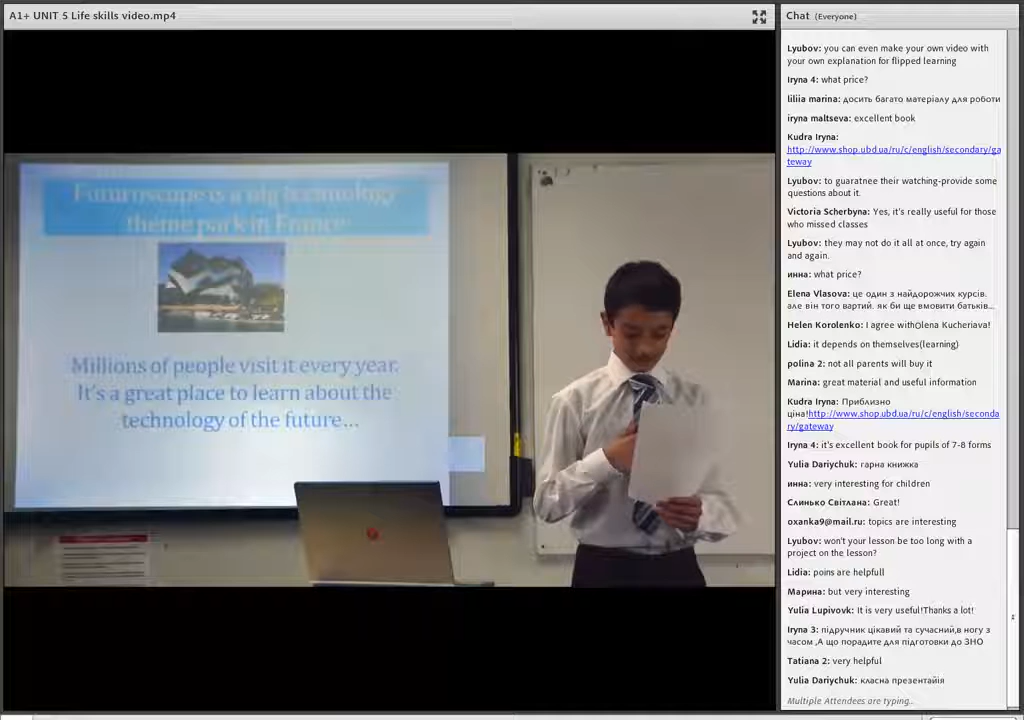 A1+ UNIT 5 Life skills video.mp4
Futuroscope is a big technology
theme park in France
Millions of people visit it every year.
It's a great place to learn about the
technology of the future...
Chat (Everyone)
Lyubov: you can even make your own video with
your own explanation for flipped learning
Iryna 4: what price?
liliia marina: досить багато матеріалу для роботи
iryna maltseva: excellent book
Kudra Iryna:
http://www.shop.ubd.ua/ru/c/english/secondary/ga
teway
Lyubov: to guaratnee their watching-provide some
questions about it.
Victoria Scherbyna: Yes, it's really useful for those
who missed classes
Lyubov: they may not do it all at once, try again
and again.
инна: what price?
Elena Vlasova: це один з найдорожчих курсів.
але він того вартий. як би ще вмовити батьків...
Helen Korolenko: I agree withOlena Kucheriava!
Lidia: it depends on themselves(learning)
polina 2: not all parents will buy it
Marina: great material and useful information
Kudra Iryna: Приблизно
ціна!http://www.shop.ubd.ua/ru/c/english/seconda
ry/gateway
Iryna 4: it's excellent book for pupils of 7-8 forms
Yulia Dariychuk: гарна книжка
инна: very interesting for children
Слинько Світлана: Great!
oxanka9@mail.ru: topics are interesting
Lyubov: won't your lesson be too long with a
project on the lesson?
Lidia: poins are helpfull
Марина: but very interesting
Yulia Lupivovk: It is very useful!Thanks a lot!
Iryna 3: підручник цікавий та сучасний,в ногу з
часом ,А що порадите для підготовки до ЗНО
Tatiana 2: very helpful
Yulia Dariychuk: класна презентаійя
Multiple Attendees are typing..